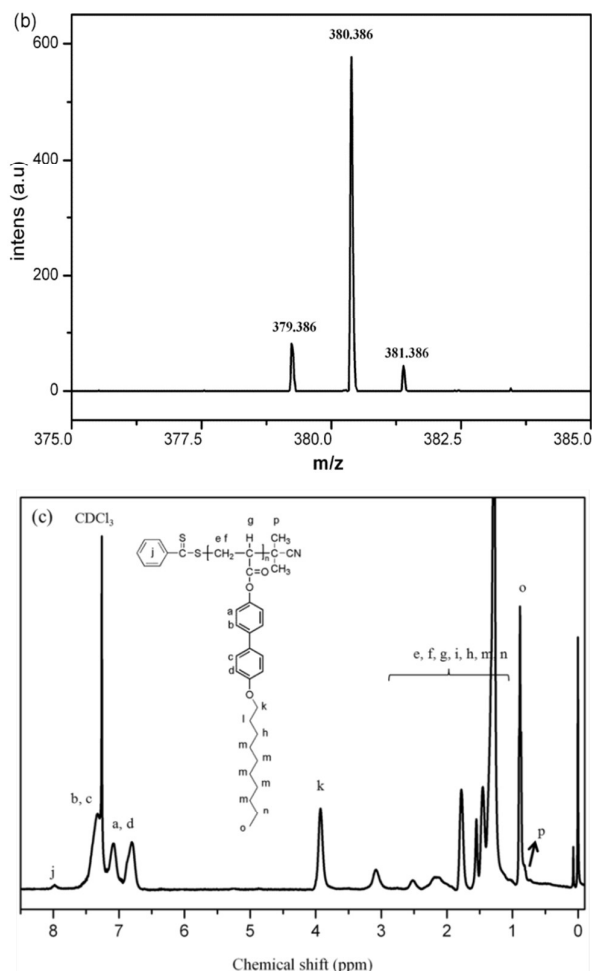 (b)
600
400
200
0
intens (a.u)
380.386
379.386
381.386
375.0 377.5 380.0 382.5 385.0
m/z
(c)
CDCl3
g p
S e f H CH3
j C S CH2 n CN
CH3
C=O
O
a
b
c
d
O
k
l
h
m
m
m
m
m
n
o
b, c
a, d
j
k
e, f, g, i, h, m, n
o
p
8 7 6 5 4 3 2 1 0
Chemical shift (ppm)